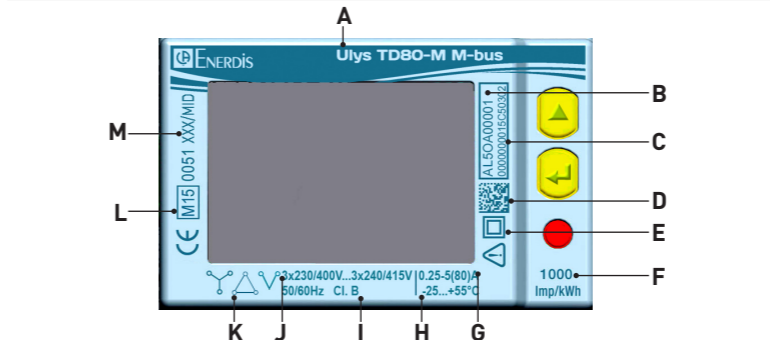 A
ENERDIS
Ulys TD80-M M-bus
B
C
D
E
F
G
H
I
J
K
L
M
0051 XXX/MID
M15
CE
AL5OA00001
0000000015C50302
3x230/400V...3x240/415V
0.25-5(80)A
50/60Hz Cl. B
-25...+55°C
1000
Imp/kWh